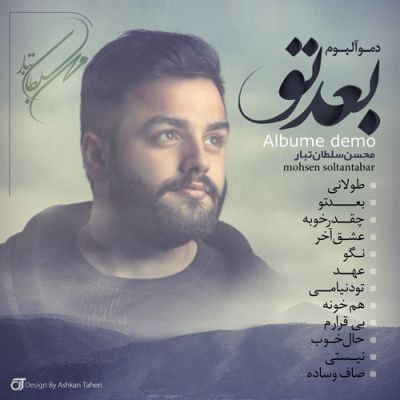 دمو آلبوم
بعد تو
Albume demo
محسن سلطان تبار
mohsen soltantabar
طولانی
بعد تو
چقدر خوبه
عشق آخر
نگو
عهد
تو دنیامی
هم خونه
بی قرارم
حال خوب
نیستی
صاف و ساده
Design By Ashkan Taheri